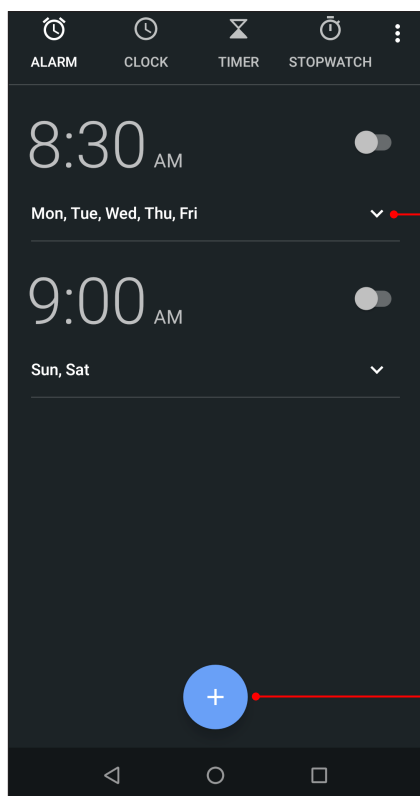 ALARM CLOCK TIMER STOPWATCH
8:30 AM
Mon, Tue, Wed, Thu, Fri
9:00 AM
Sun, Sat